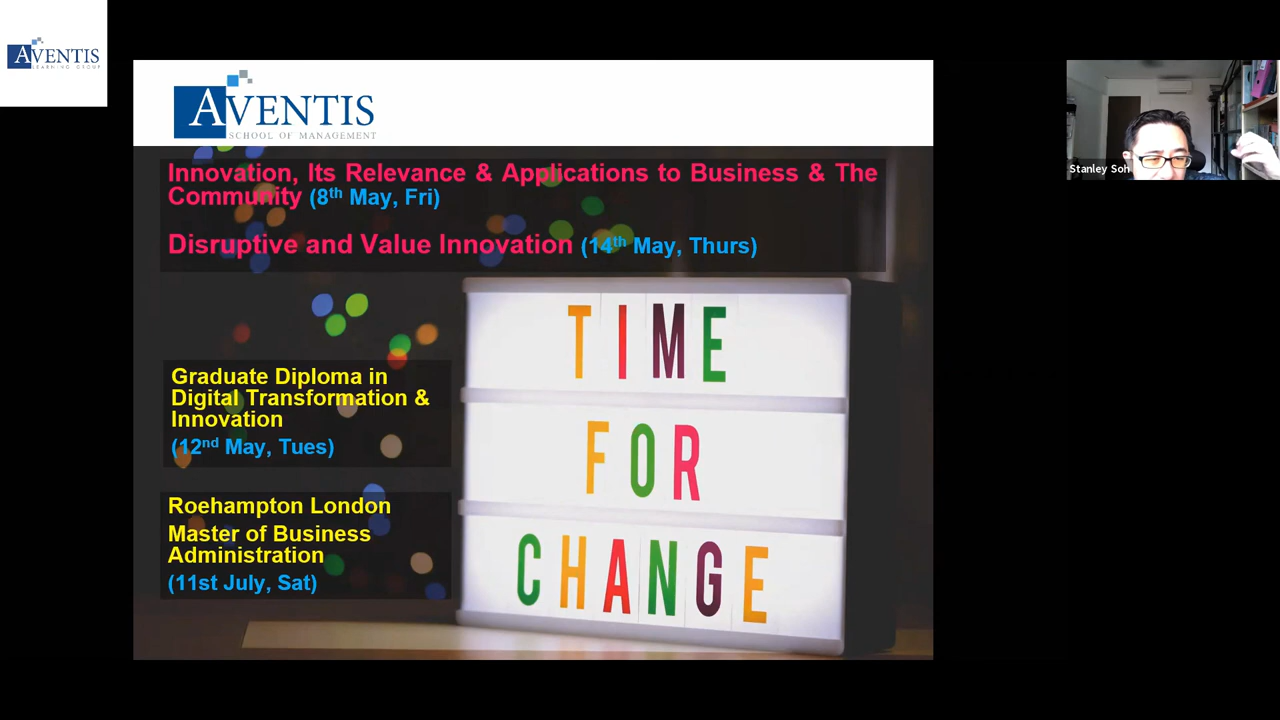 AVENTIS
LEARNING GROUP
AVENTIS
SCHOOL OF MANAGEMENT
Innovation, Its Relevance & Applications to Business & The
Community (8th May, Fri)
Disruptive and Value Innovation (14th May, Thurs)
Graduate Diploma in
Digital Transformation &
Innovation
(12nd May, Tues)
Roehampton London
Master of Business
Administration
(11st July, Sat)
TIME
FOR
CHANGE
Stanley Soh